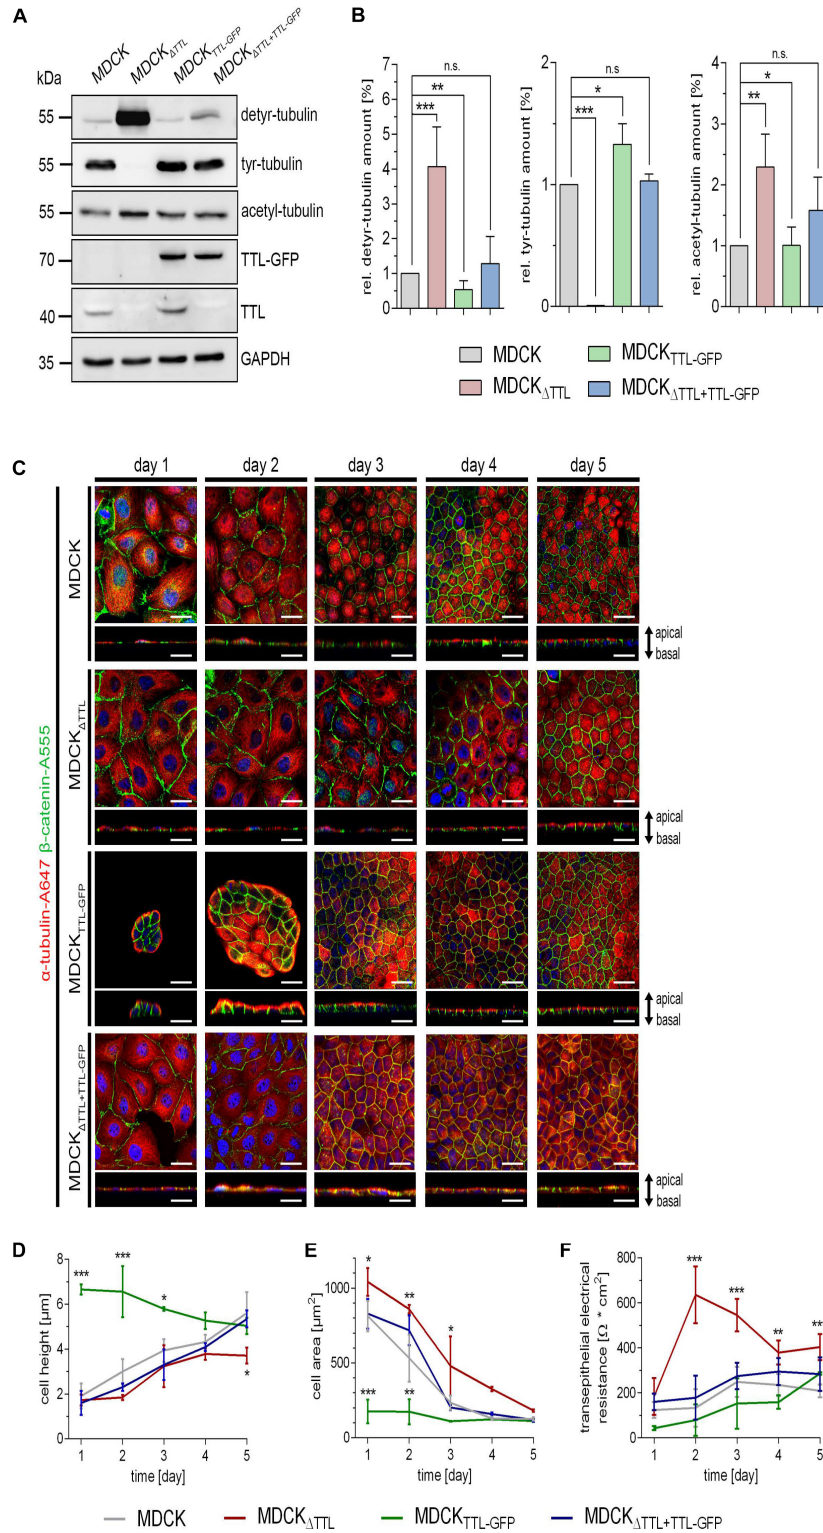 A
MDCK
MDCKΔTTL
MDCKTTL-GFP
MDCKΔTTL+TTL-GFP
kDa
55 detyr-tubulin
55 tyr-tubulin
55 acetyl-tubulin
70 TTL-GFP
40 TTL
35 GAPDH
B
rel. detyr-tubulin amount [%]
7
6
5
4
3
2
1
0
n.s.
**
***
rel. tyr-tubulin amount [%]
2
1
0
n.s
*
***
rel. acetyl-tubulin amount [%]
4
3
2
1
0
n.s.
*
**
MDCK
MDCKTTL-GFP
MDCKΔTTL
MDCKΔTTL+TTL-GFP
C
day 1 day 2 day 3 day 4 day 5
α-tubulin-A647 β-catenin-A555
MDCK
apical
basal
MDCKΔTTL
apical
basal
MDCKTTL-GFP
apical
basal
MDCKΔTTL+TTL-GFP
apical
basal
D
cell height [µm]
8
6
4
2
0
***
***
*
*
1 2 3 4 5
time [day]
E
cell area [µm²]
1000
500
0
*
**
*
***
**
1 2 3 4 5
time [day]
F
transepithelial electrical
resistance [Ω * cm²]
800
600
400
200
0
***
***
**
**
1 2 3 4 5
time [day]
MDCK MDCKΔTTL MDCKTTL-GFP MDCKΔTTL+TTL-GFP